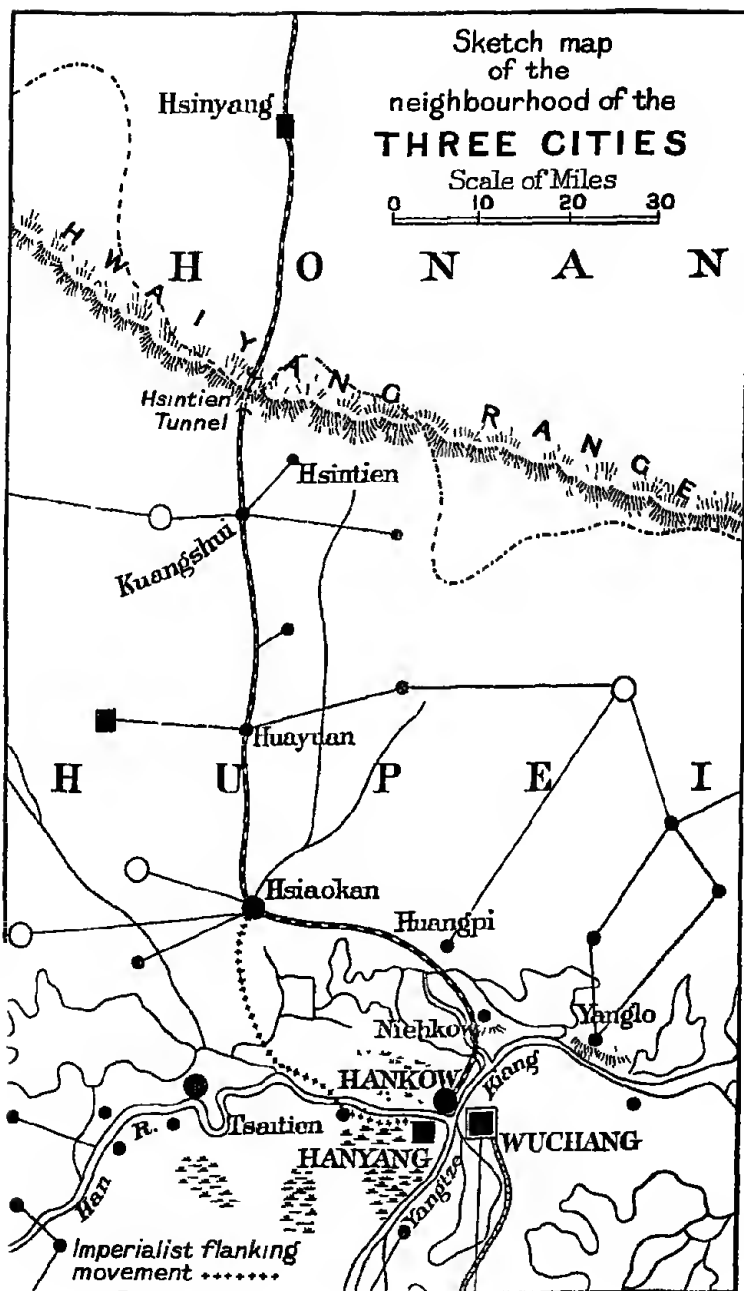 Sketch map
of the
neighbourhood of the
THREE CITIES
Scale of Miles
0 10 20 30
Hsinyang
HONAN
HWAIYANG RANGE
Hsintien
Tunnel
Hsintien
Kuangshui
Huayuan
HUPEI
Hsiaokan
Huangpi
Niehkow
Yanglo
HANKOW
Kiang
Tsaitien
HANYANG
WUCHANG
Han R.
Yangtze
Imperialist flanking
movement